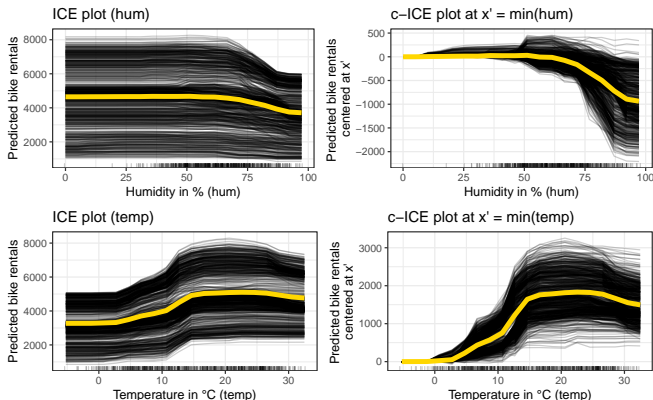 ICE plot (hum)
Predicted bike rentals
8000
6000
4000
2000
0 25 50 75 100
Humidity in % (hum)
c−ICE plot at x' = min(hum)
Predicted bike rentals
centered at x'
500
0
−500
−1000
−1500
−2000
0 25 50 75 100
Humidity in % (hum)
ICE plot (temp)
Predicted bike rentals
8000
6000
4000
2000
0 10 20 30
Temperature in °C (temp)
c−ICE plot at x' = min(temp)
Predicted bike rentals
centered at x'
3000
2000
1000
0
0 10 20 30
Temperature in °C (temp)